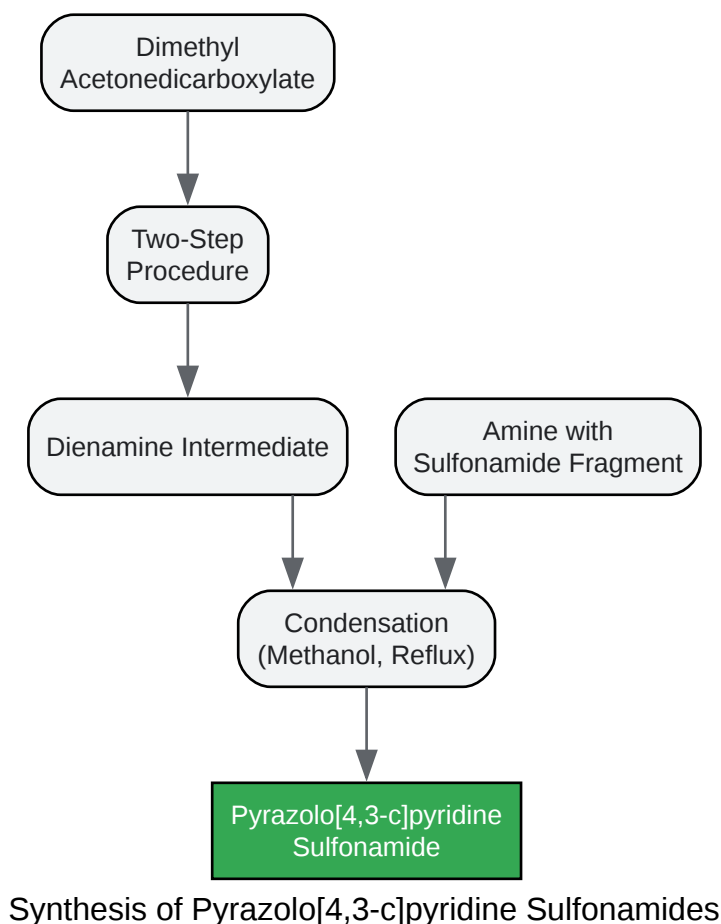 Dimethyl
Acetonedicarboxylate
Two-Step
Procedure
Dienamine Intermediate
Amine with
Sulfonamide Fragment
Condensation
(Methanol, Reflux)
Pyrazolo[4,3-c]pyridine
Sulfonamide
Synthesis of Pyrazolo[4,3-c]pyridine Sulfonamides